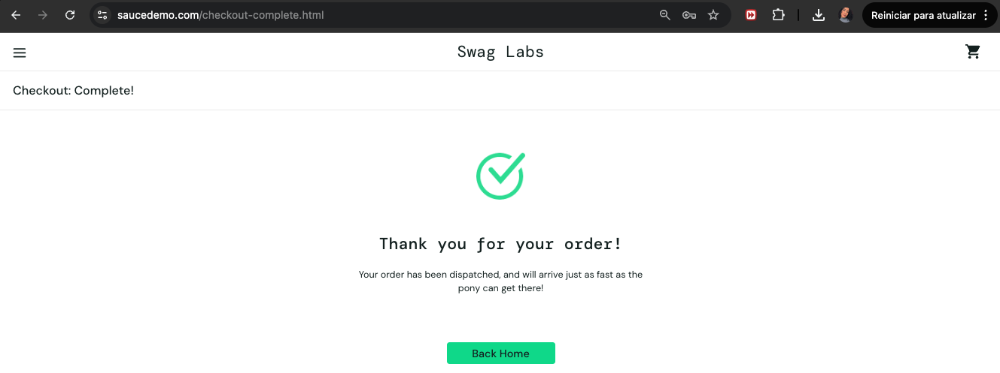 saucedemo.com/checkout-complete.html
Reiniciar para atualizar
Swag Labs
Checkout: Complete!
Thank you for your order!
Your order has been dispatched, and will arrive just as fast as the
pony can get there!
Back Home